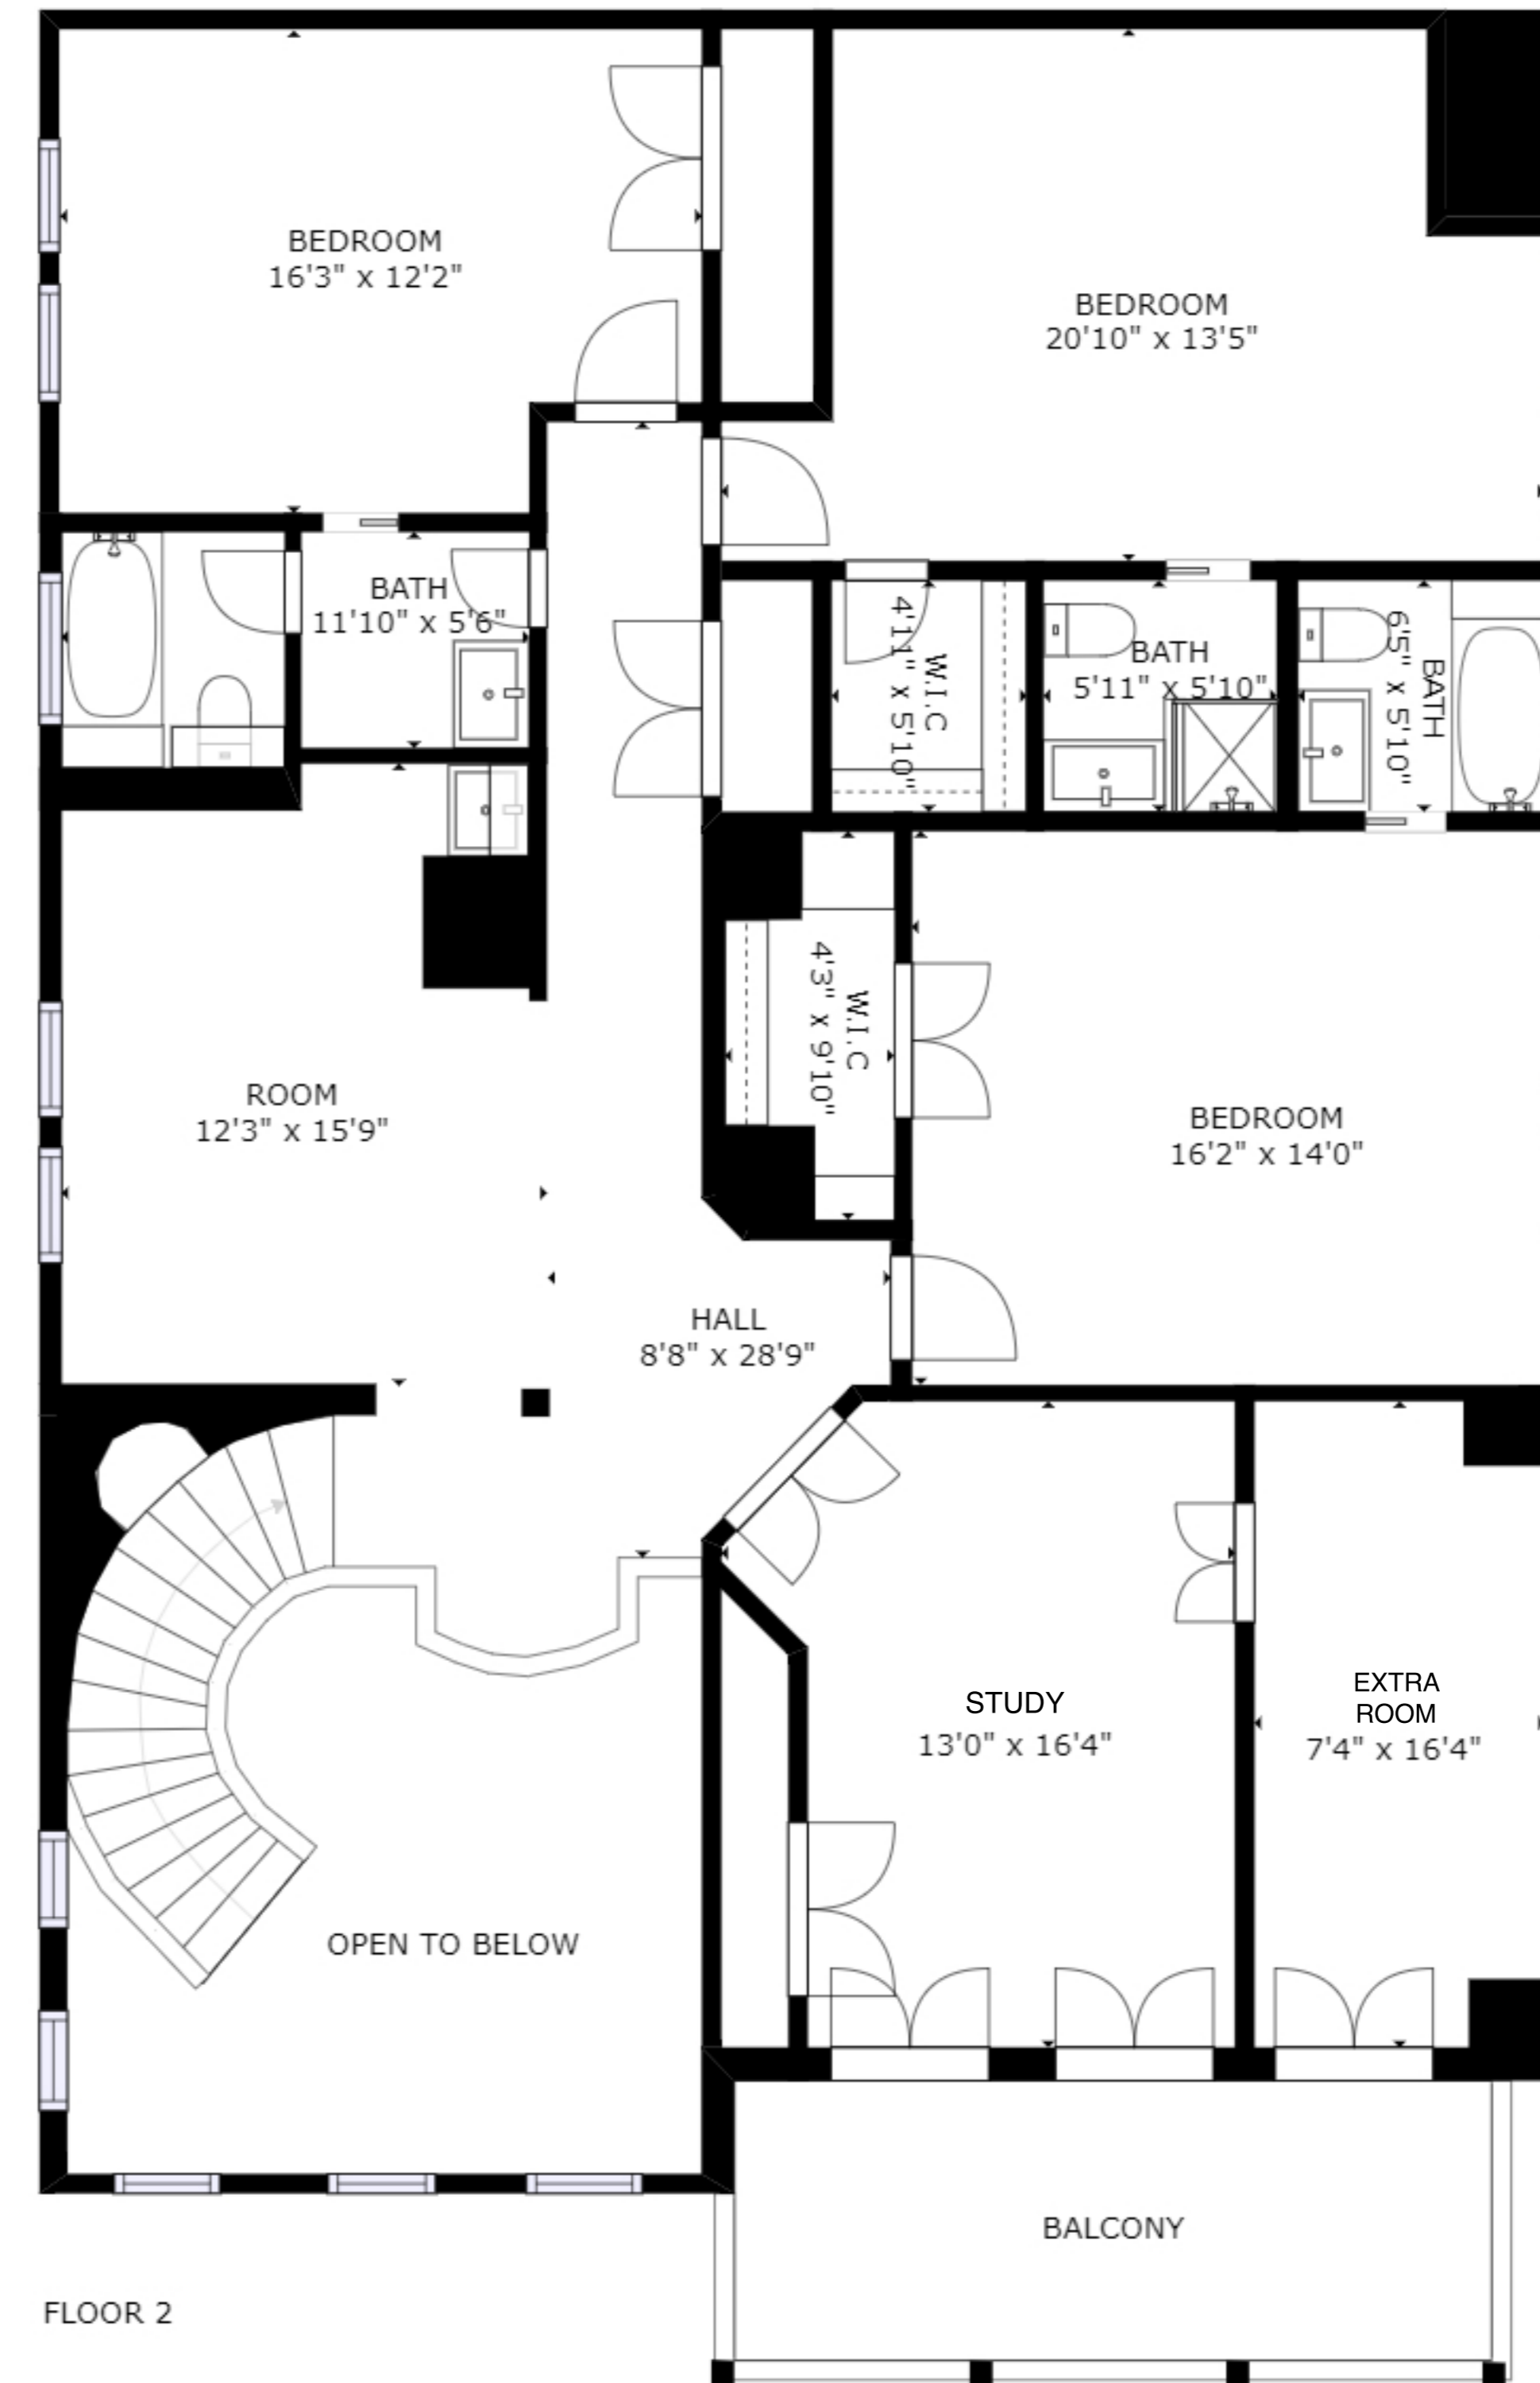 BEDROOM
16'3" x 12'2"
BEDROOM
20'10" x 13'5"
BATH
11'10" x 5'6"
W.I.C
4'11" x 5'10"
BATH
5'11" x 5'10"
BATH
6'5" x 5'10"
W.I.C
4'3" x 9'10"
ROOM
12'3" x 15'9"
BEDROOM
16'2" x 14'0"
HALL
8'8" x 28'9"
STUDY
13'0" x 16'4"
EXTRA
ROOM
7'4" x 16'4"
OPEN TO BELOW
BALCONY
FLOOR 2